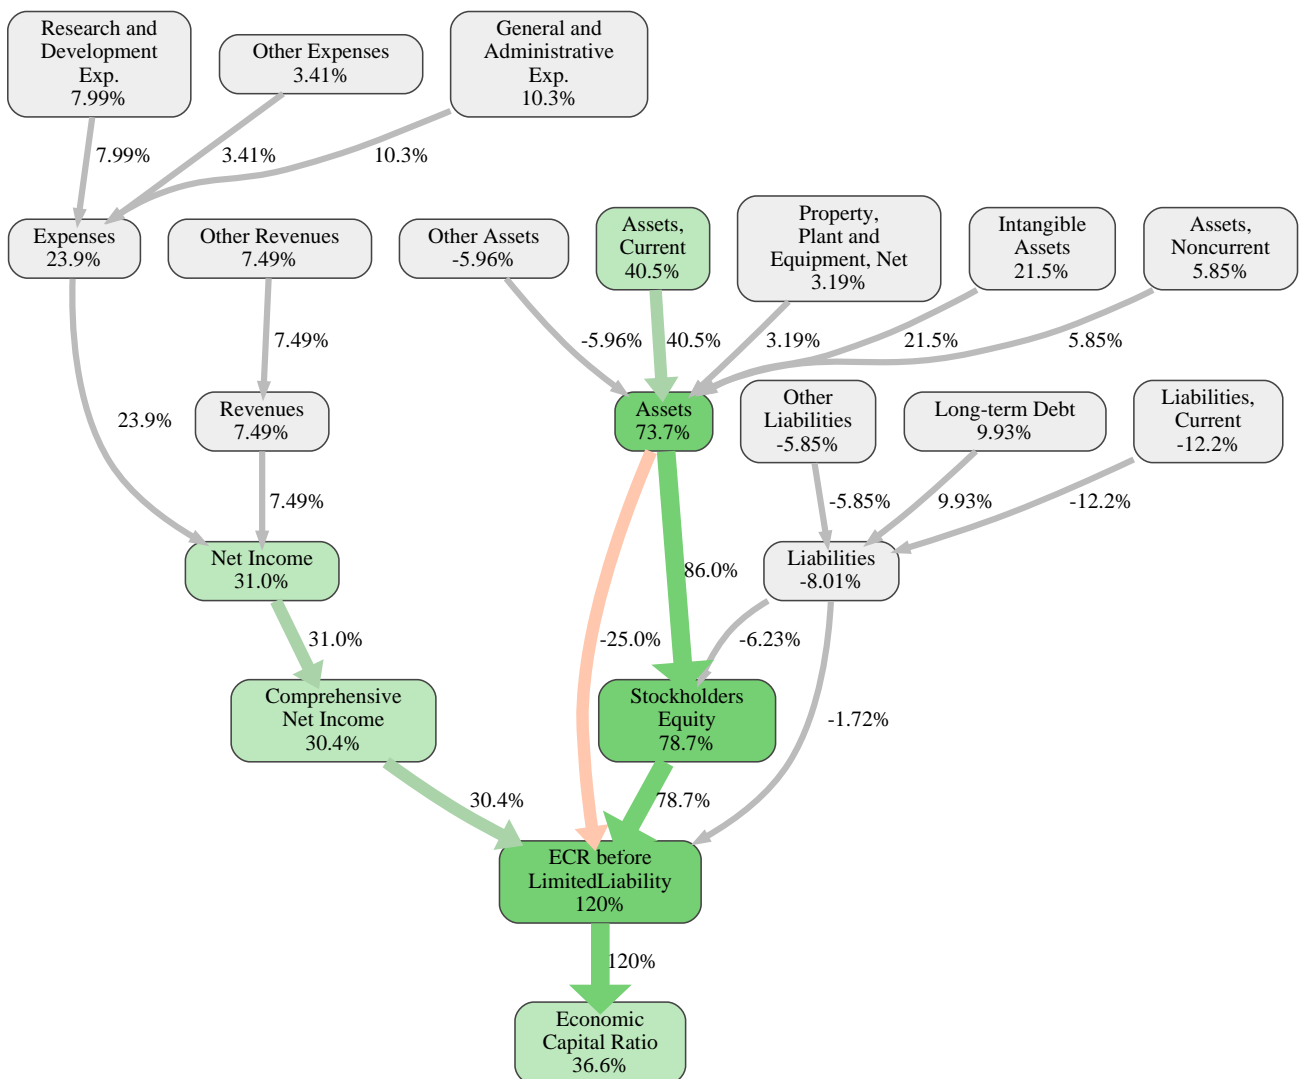 Research and
Development
Exp.
7.99%
Other Expenses
3.41%
General and
Administrative
Exp.
10.3%
7.99%
3.41%
10.3%
Expenses
23.9%
Other Revenues
7.49%
Other Assets
-5.96%
Assets,
Current
40.5%
Property,
Plant and
Equipment, Net
3.19%
Intangible
Assets
21.5%
Assets,
Noncurrent
5.85%
7.49%
-5.96%
40.5%
3.19%
21.5%
5.85%
23.9%
Revenues
7.49%
Assets
73.7%
Other
Liabilities
-5.85%
Long-term Debt
9.93%
Liabilities,
Current
-12.2%
7.49%
-5.85%
9.93%
-12.2%
Net Income
31.0%
86.0%
Liabilities
-8.01%
31.0%
-25.0%
-6.23%
Comprehensive
Net Income
30.4%
Stockholders
Equity
78.7%
-1.72%
30.4%
78.7%
ECR before
LimitedLiability
120%
120%
Economic
Capital Ratio
36.6%